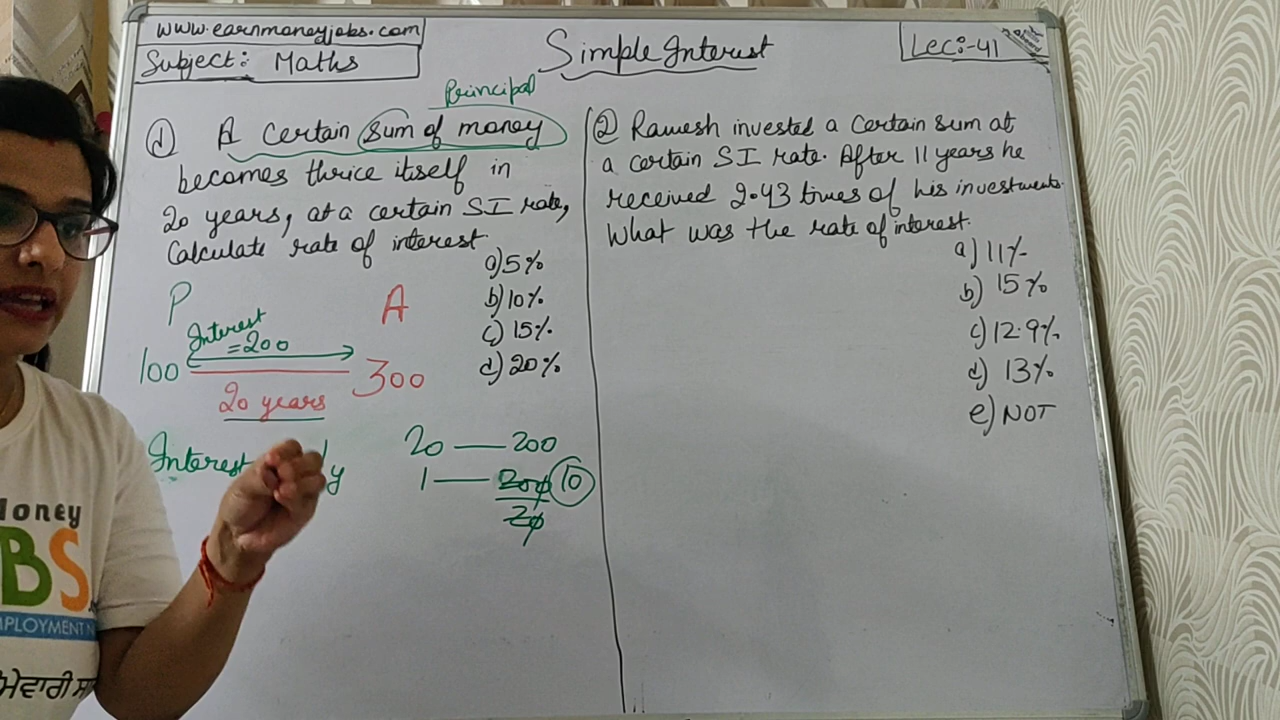 www.earnmoneyjobs.com
Subject: Maths
Simple Interest
Lec:-41
Principal
1) A certain sum of money
becomes thrice itself in
20 years, at a certain SI rate,
Calculate rate of interest.
a) 5%
b) 10%
c) 15%
d) 20%
P
A
Interest
=200
100
300
20 years
Interest
20 — 200
1 — 200 10
20
2) Ramesh invested a certain sum at
a certain SI rate. After 11 years he
received 2.43 times of his investments.
What was the rate of interest.
a) 11%
b) 15%
c) 12.9%
d) 13%
e) NOT
Money
BS
MPLOYMENT N
ਜ਼ਿੰਮੇਵਾਰੀ